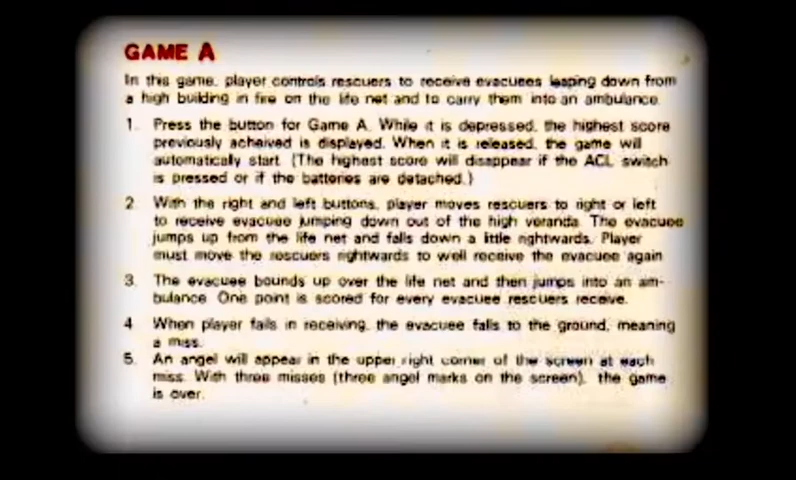 GAME A
In this game, player controls rescuers to receive evacuees leaping down from
a high building in fire on the life net and to carry them into an ambulance.
1. Press the button for Game A. While it is depressed, the highest score
previously acheived is displayed. When it is released, the game will
automatically start. (The highest score will disappear if the ACL switch
is pressed or if the batteries are detached.)
2. With the right and left buttons, player moves rescuers to right or left
to receive evacuee jumping down out of the high veranda. The evacuee
jumps up from the life net and falls down a little rightwards. Player
must move the rescuers rightwards to well receive the evacuee again.
3. The evacuee bounds up over the life net and then jumps into an am-
bulance. One point is scored for every evacuee rescuers receive.
4. When player fails in receiving, the evacuee falls to the ground, meaning
a miss.
5. An angel will appear in the upper right corner of the screen at each
miss. With three misses (three angel marks on the screen), the game
is over.